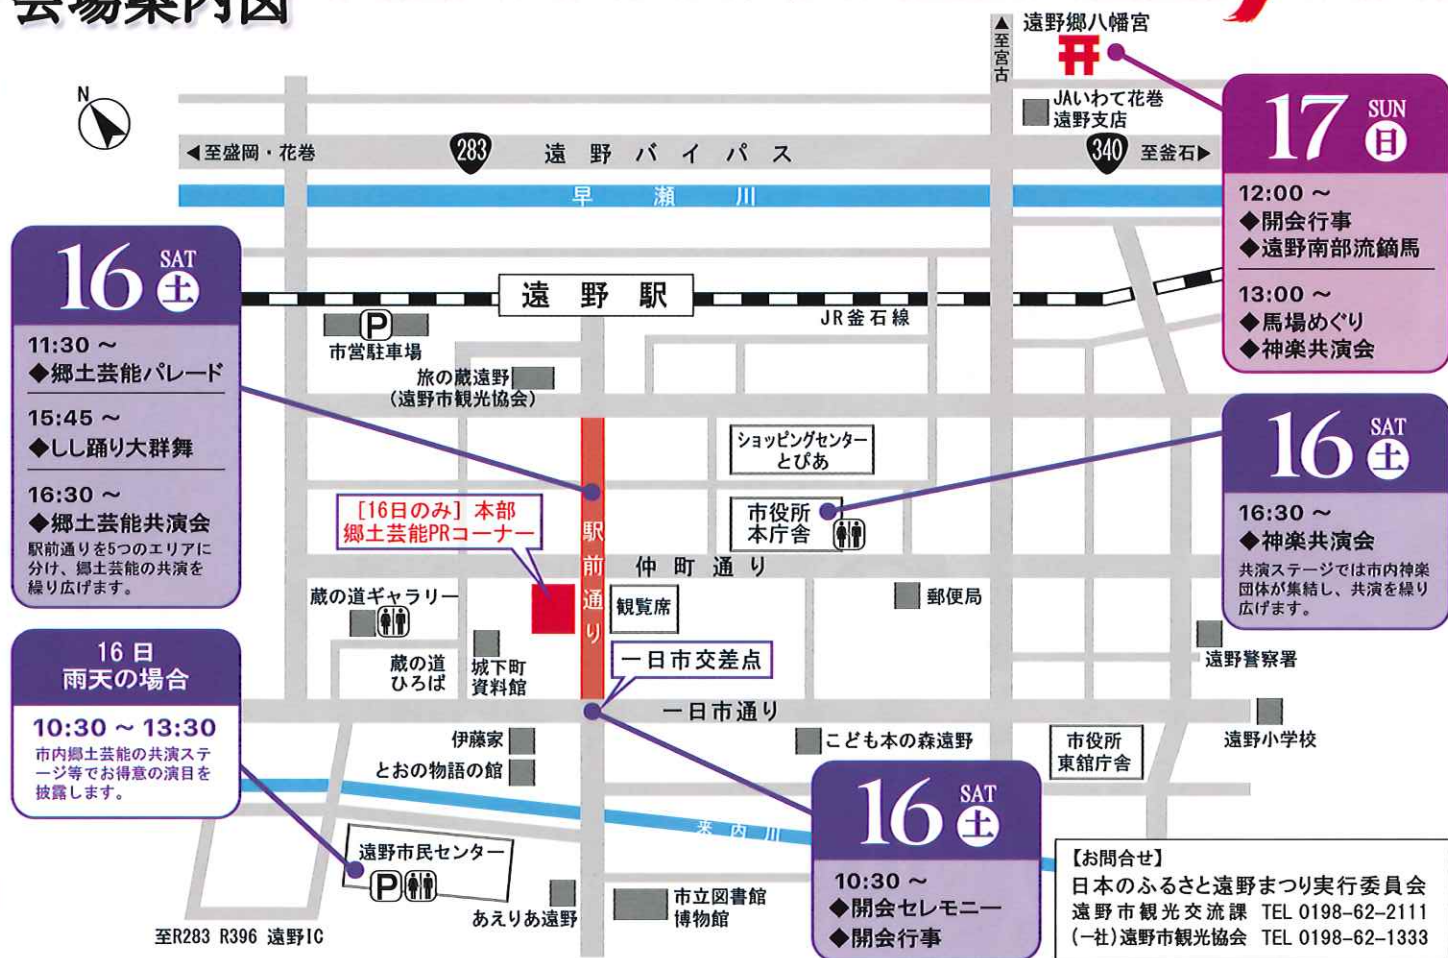 会場案内図
N
◀至盛岡・花巻
283
遠野バイパス
▲至宮古
遠野郷八幡宮
JAいわて花巻
遠野支店
340
至釜石▶
早瀬川
17 SUN
日
12:00 ～
◆開会行事
◆遠野南部流鏑馬
13:00 ～
◆馬場めぐり
◆神楽共演会
16 SAT
土
11:30 ～
◆郷土芸能パレード
15:45 ～
◆しし踊り大群舞
16:30 ～
◆郷土芸能共演会
駅前通りを5つのエリアに
分け、郷土芸能の共演を
繰り広げます。
遠野駅
JR釜石線
P
市営駐車場
旅の蔵遠野
(遠野市観光協会)
ショッピングセンター
とぴあ
市役所
本庁舎
16 SAT
土
16:30 ～
◆神楽共演会
共演ステージでは市内神楽
団体が集結し、共演を繰り
広げます。
[16日のみ] 本部
郷土芸能PRコーナー
駅前通り
仲町通り
観覧席
郵便局
蔵の道ギャラリー
蔵の道
ひろば
城下町
資料館
一日市交差点
一日市通り
遠野警察署
遠野小学校
16日
雨天の場合
10:30 ～ 13:30
市内郷土芸能の共演ステ
ージ等でお得意の演目を
披露します。
伊藤家
とおの物語の館
こども本の森遠野
市役所
東舘庁舎
来内川
遠野市民センター
P
あえりあ遠野
市立図書館
博物館
至R283 R396 遠野IC
16 SAT
土
10:30 ～
◆開会セレモニー
◆開会行事
【お問合せ】
日本のふるさと遠野まつり実行委員会
遠野市観光交流課 TEL 0198-62-2111
(一社)遠野市観光協会 TEL 0198-62-1333